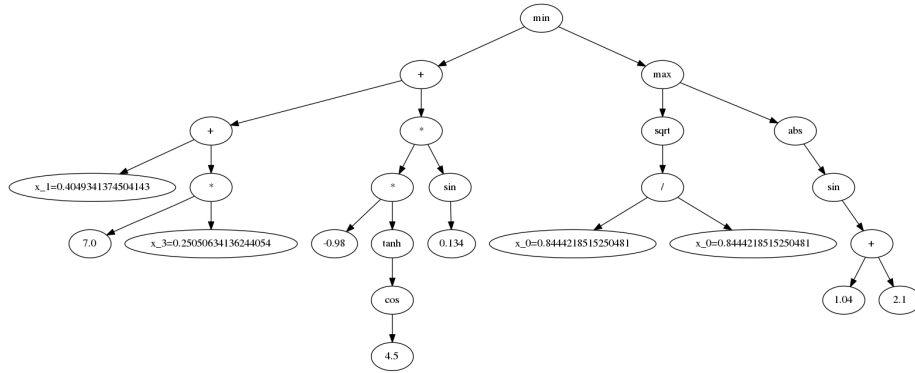 min
+
max
+
*
sqrt
abs
x_1=0.4049341374504143
*
*
sin
/
sin
7.0
x_3=0.25050634136244054
-0.98
tanh
0.134
x_0=0.8444218515250481
x_0=0.8444218515250481
+
cos
1.04
2.1
4.5